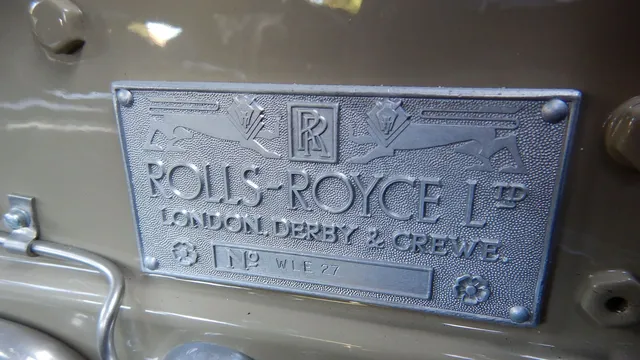 RR
ROLLS-ROYCE LTD
LONDON, DERBY & CREWE.
No WLE 27